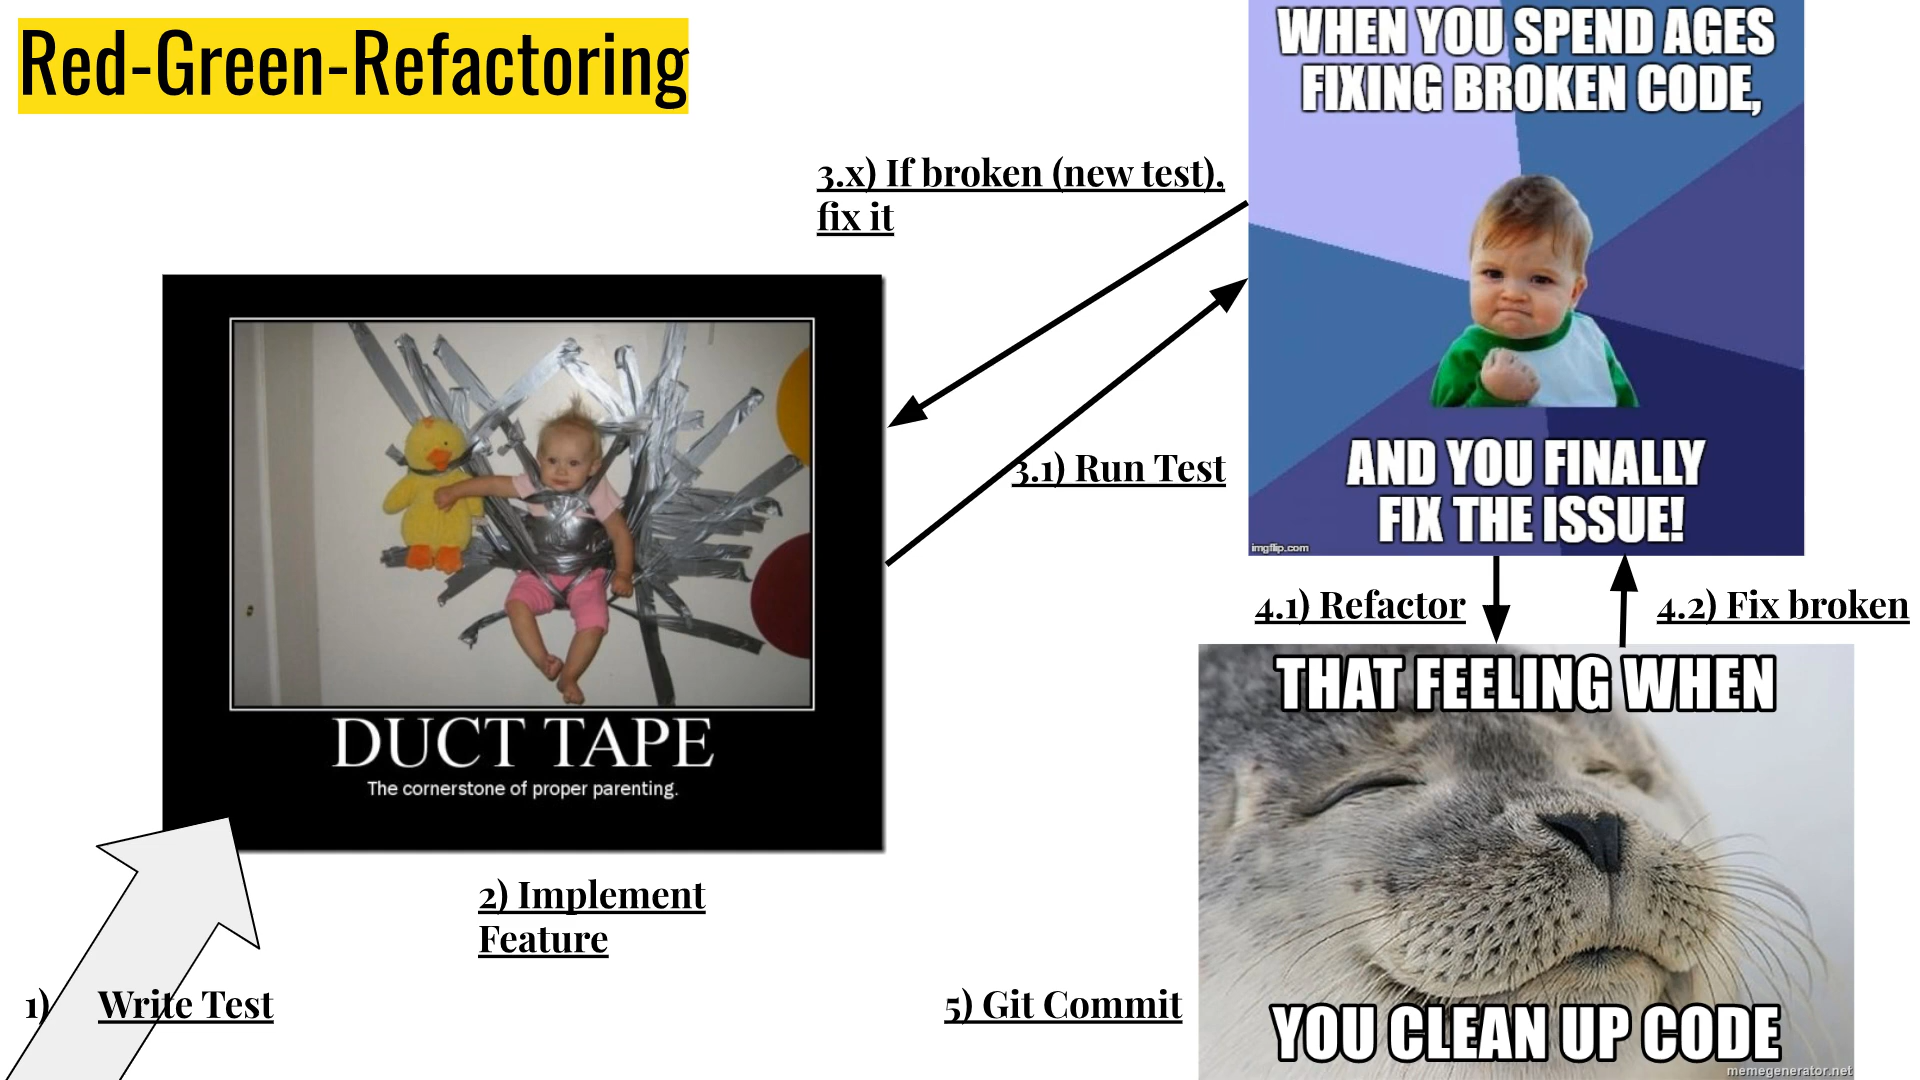 Red-Green-Refactoring
WHEN YOU SPEND AGES
FIXING BROKEN CODE,
3.x) If broken (new test),
fix it
3.1) Run Test
AND YOU FINALLY
FIX THE ISSUE!
imgflip.com
DUCT TAPE
The cornerstone of proper parenting.
4.1) Refactor
4.2) Fix broken
THAT FEELING WHEN
2) Implement
Feature
1) Write Test
5) Git Commit
YOU CLEAN UP CODE
memegenerator.net